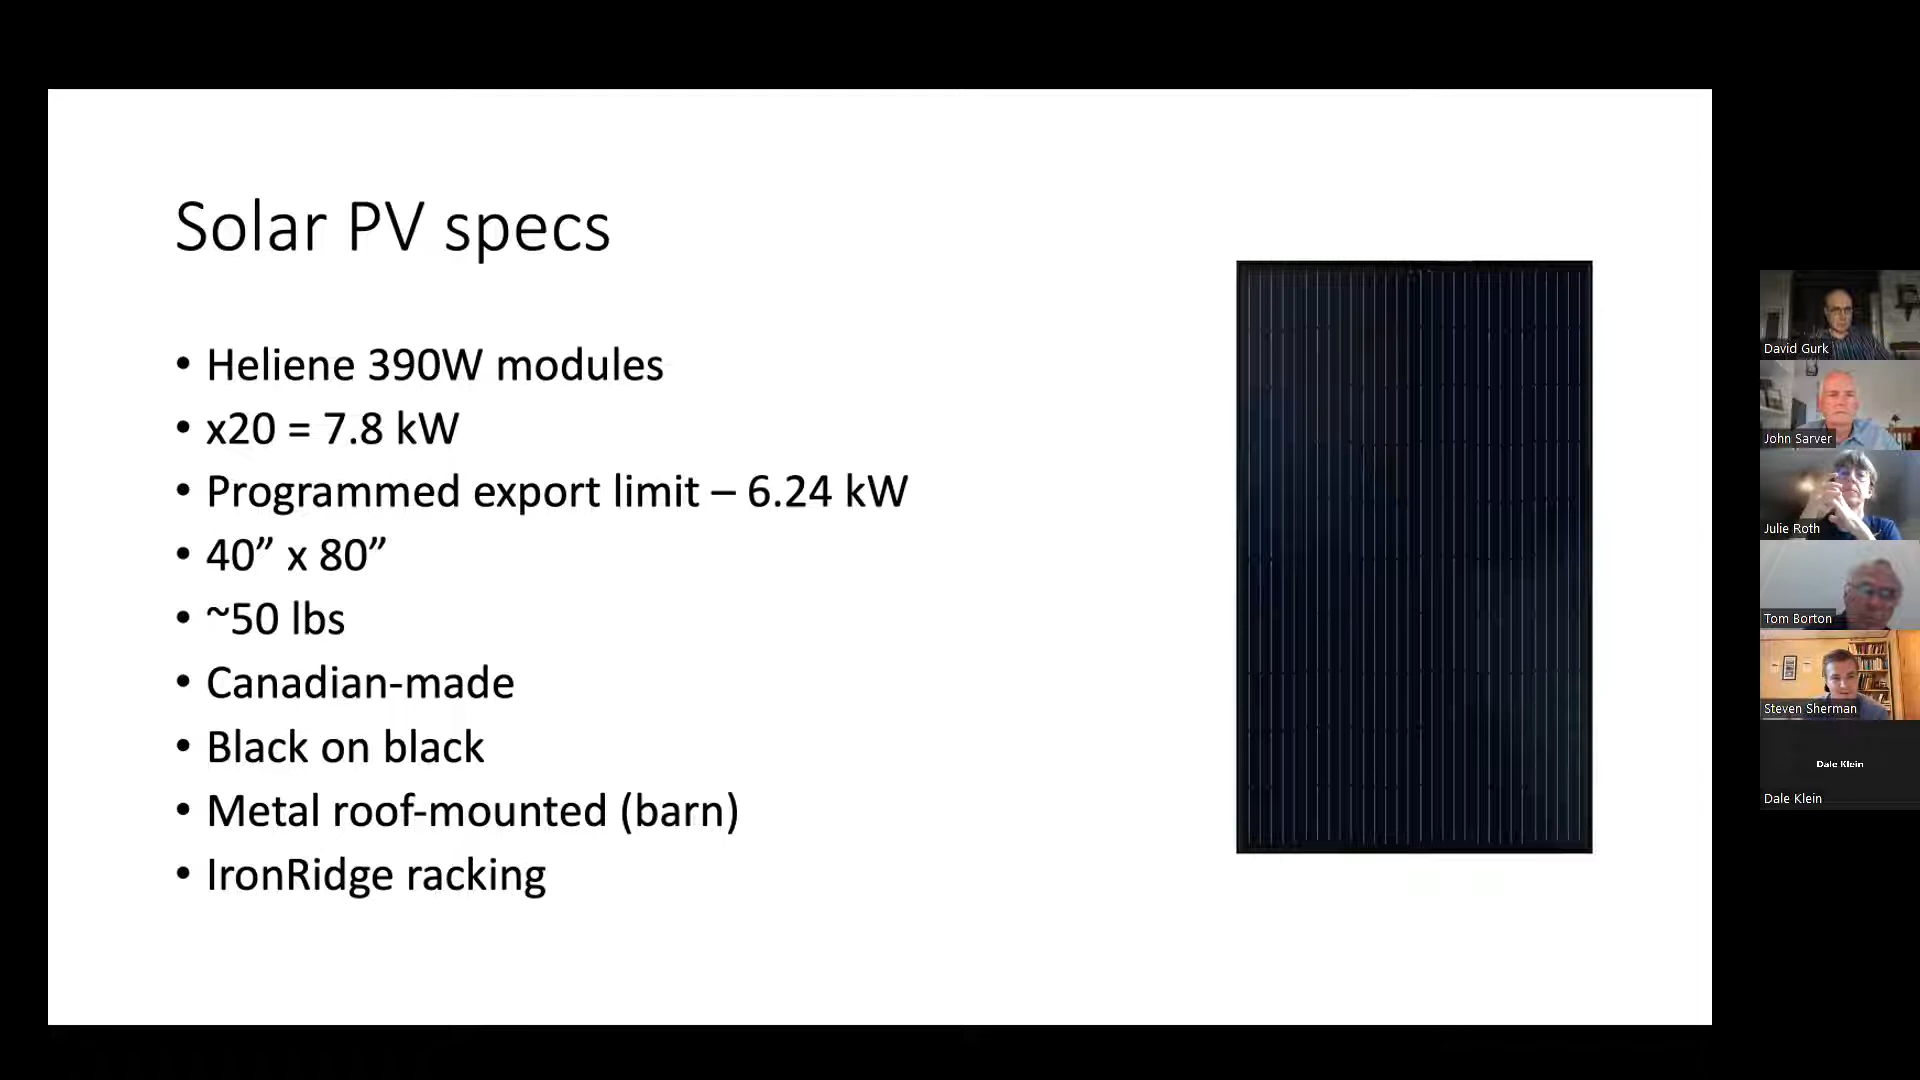 Solar PV specs
• Heliene 390W modules
• x20 = 7.8 kW
• Programmed export limit – 6.24 kW
• 40” x 80”
• ~50 lbs
• Canadian-made
• Black on black
• Metal roof-mounted (barn)
• IronRidge racking
David Gurk
John Sarver
Julie Roth
Tom Borton
Steven Sherman
Dale Klein
Dale Klein